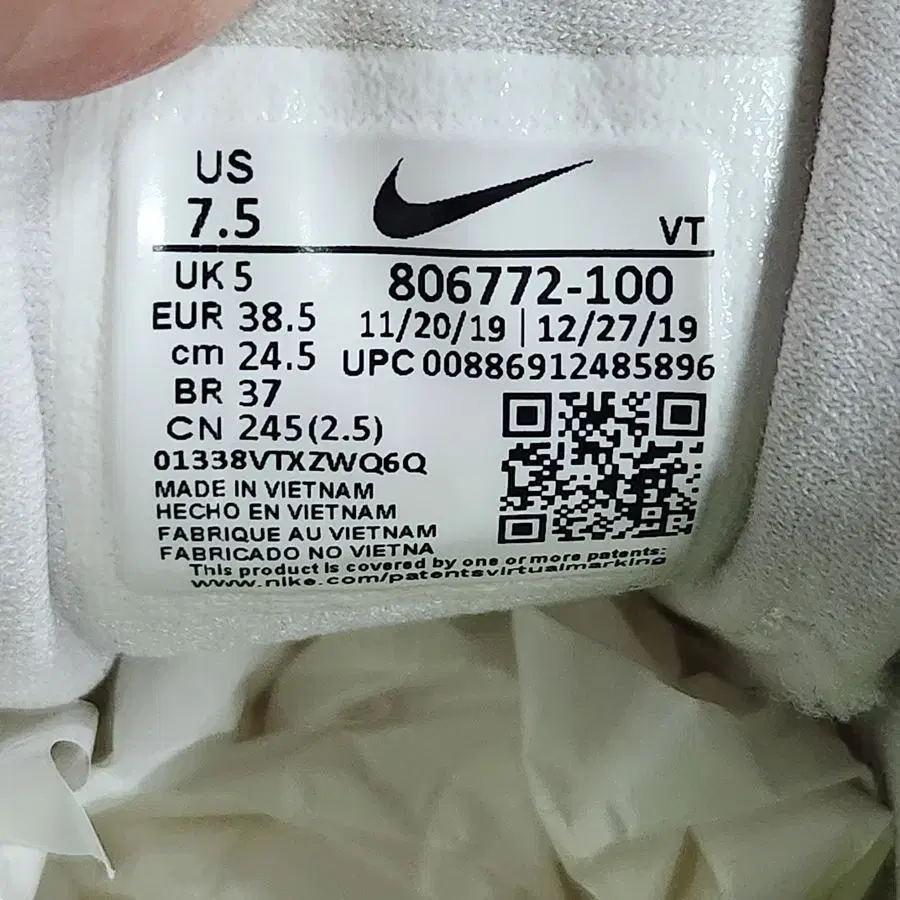 US
7.5
VT
UK 5
EUR 38.5
cm 24.5
BR 37
CN 245(2.5)
806772-100
11/20/19 | 12/27/19
UPC 00886912485896
01338VTXZWQ6Q
MADE IN VIETNAM
HECHO EN VIETNAM
FABRIQUE AU VIETNAM
FABRICADO NO VIETNA
This product is covered by one or more patents:
www.nike.com/patentsvirtualmarking